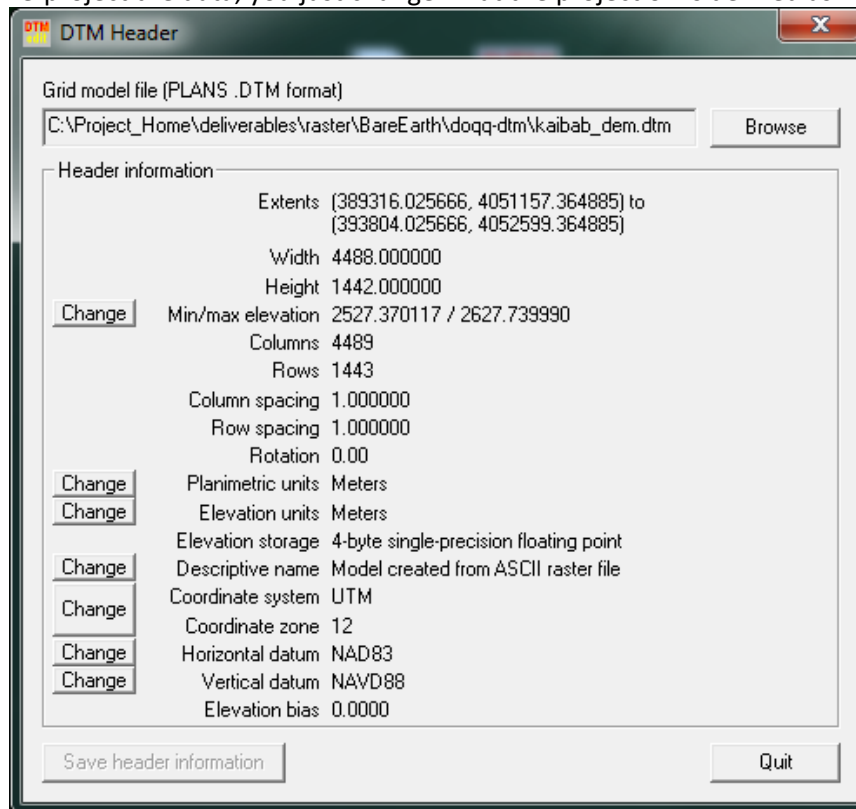 DTM Header
Grid model file (PLANS .DTM format)
C:\Project_Home\deliverables\raster\BareEarth\doqq-dtm\kaibab_dem.dtm Browse
Header information
Extents (389316.025666, 4051157.364885) to
(393804.025666, 4052599.364885)
Width 4488.000000
Height 1442.000000
Change Min/max elevation 2527.370117 / 2627.739990
Columns 4489
Rows 1443
Column spacing 1.000000
Row spacing 1.000000
Rotation 0.00
Change Planimetric units Meters
Change Elevation units Meters
Elevation storage 4-byte single-precision floating point
Change Descriptive name Model created from ASCII raster file
Change Coordinate system UTM
Coordinate zone 12
Change Horizontal datum NAD83
Change Vertical datum NAVD88
Elevation bias 0.0000
Save header information Quit